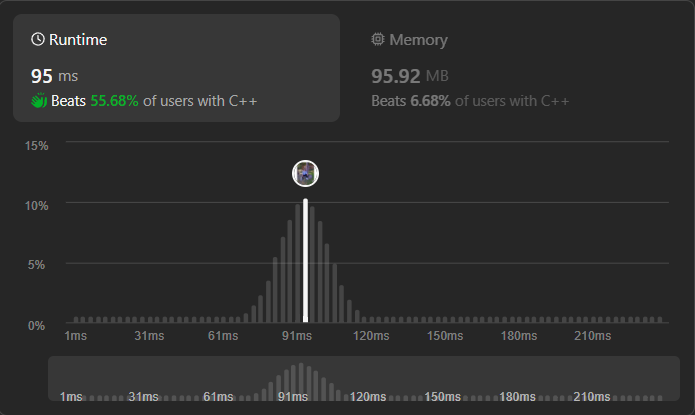 Runtime
95 ms
Beats 55.68% of users with C++
Memory
95.92 MB
Beats 6.68% of users with C++
15%
10%
5%
0%
1ms 31ms 61ms 91ms 120ms 150ms 180ms 210ms
1ms 31ms 61ms 91ms 120ms 150ms 180ms 210ms